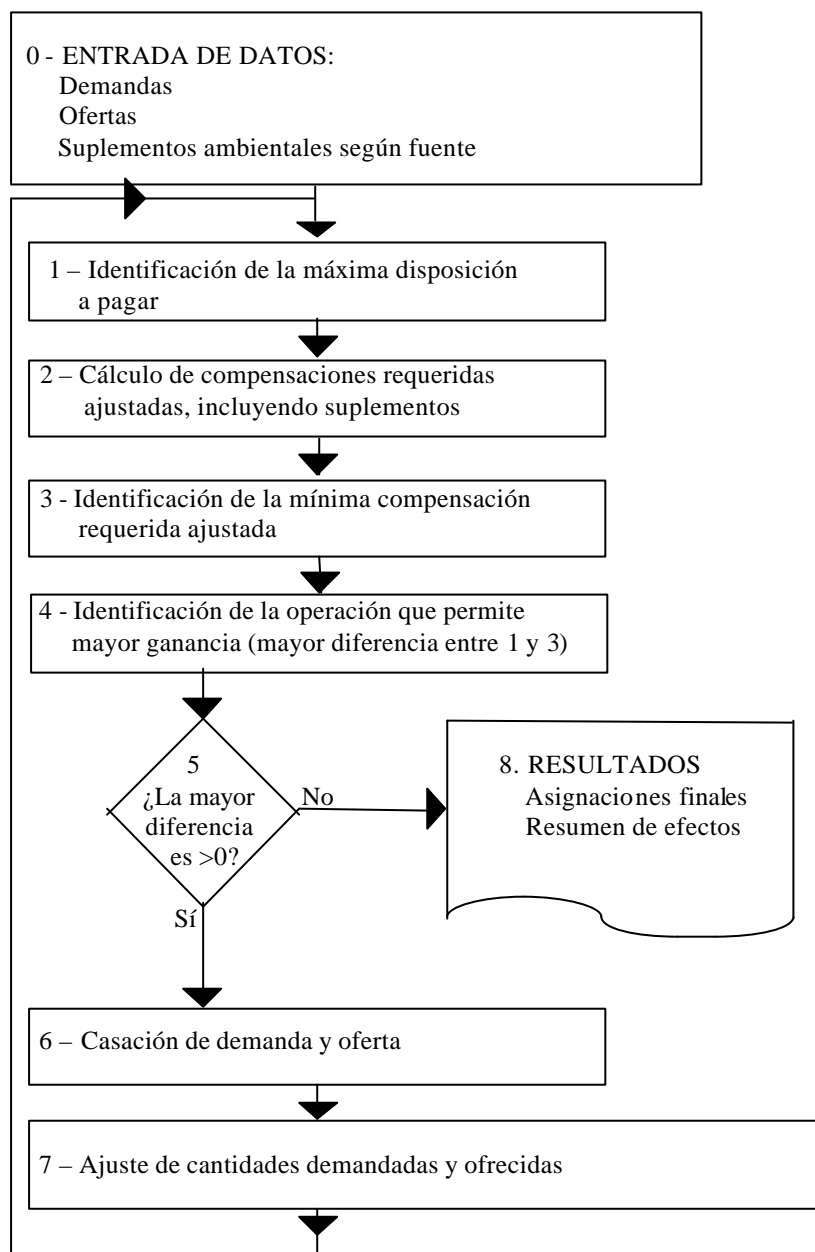 0 - ENTRADA DE DATOS:
Demandas
Ofertas
Suplementos ambientales según fuente
1 – Identificación de la máxima disposición
a pagar
2 – Cálculo de compensaciones requeridas
ajustadas, incluyendo suplementos
3 - Identificación de la mínima compensación
requerida ajustada
4 - Identificación de la operación que permite
mayor ganancia (mayor diferencia entre 1 y 3)
5
¿La mayor
diferencia
es >0?
No
8. RESULTADOS
Asignaciones finales
Resumen de efectos
Sí
6 – Casación de demanda y oferta
7 – Ajuste de cantidades demandadas y ofrecidas